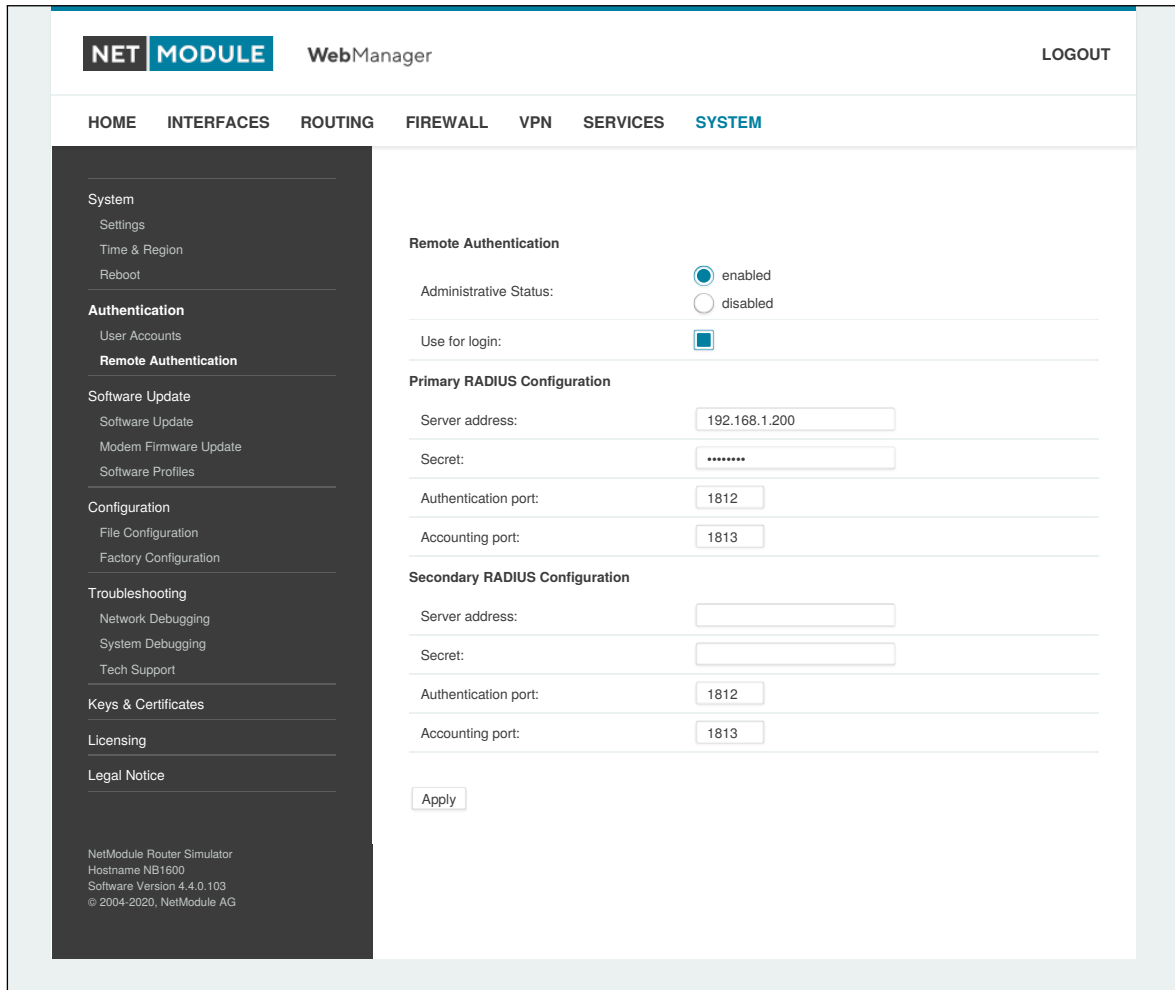 NET MODULE WebManager LOGOUT
HOME INTERFACES ROUTING FIREWALL VPN SERVICES SYSTEM
System
Settings
Time & Region
Reboot
Authentication
User Accounts
Remote Authentication
Software Update
Software Update
Modem Firmware Update
Software Profiles
Configuration
File Configuration
Factory Configuration
Troubleshooting
Network Debugging
System Debugging
Tech Support
Keys & Certificates
Licensing
Legal Notice
NetModule Router Simulator
Hostname NB1600
Software Version 4.4.0.103
© 2004-2020, NetModule AG
Remote Authentication
Administrative Status:
enabled
disabled
Use for login:
Primary RADIUS Configuration
Server address: 192.168.1.200
Secret: ••••••••
Authentication port: 1812
Accounting port: 1813
Secondary RADIUS Configuration
Server address:
Secret:
Authentication port: 1812
Accounting port: 1813
Apply